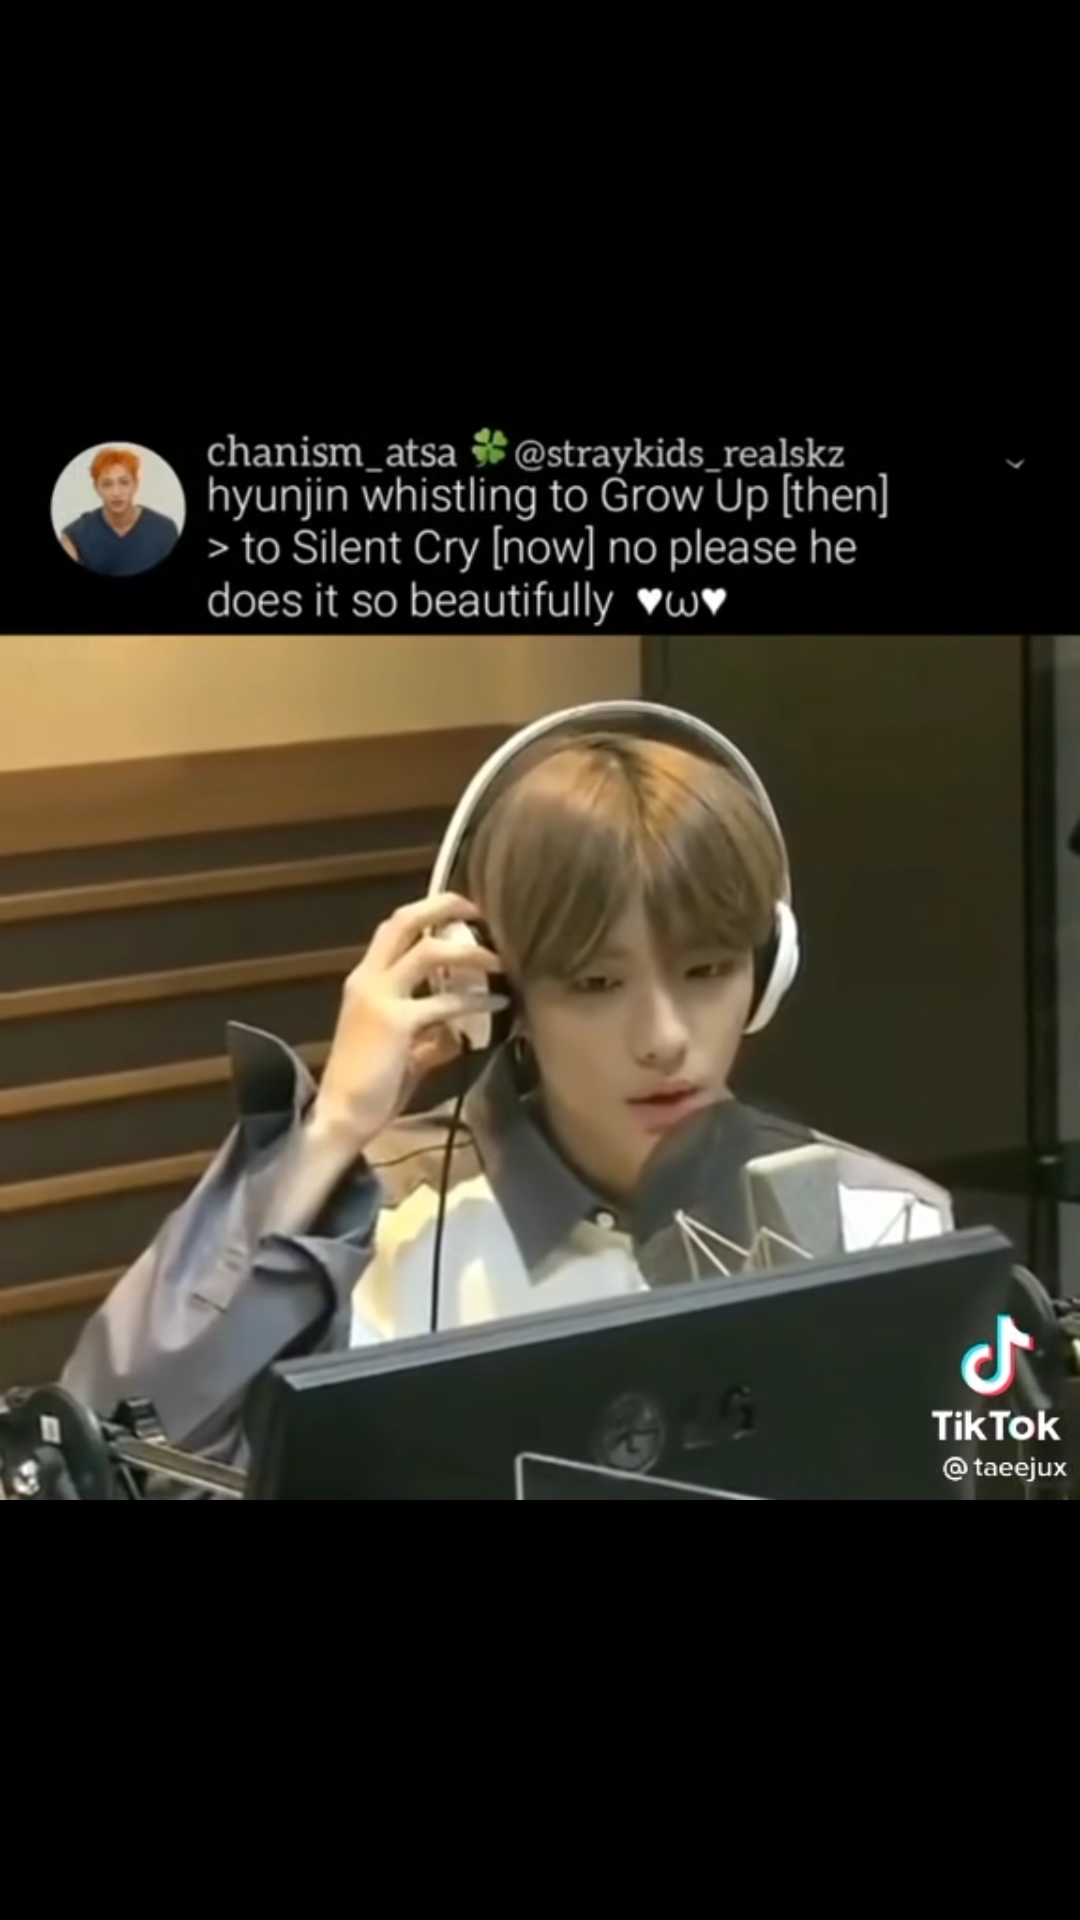 chanism_atsa 🍀 @straykids_realskz
hyunjin whistling to Grow Up [then]
> to Silent Cry [now] no please he
does it so beautifully ♥ω♥
LG
TikTok
@ taeejux